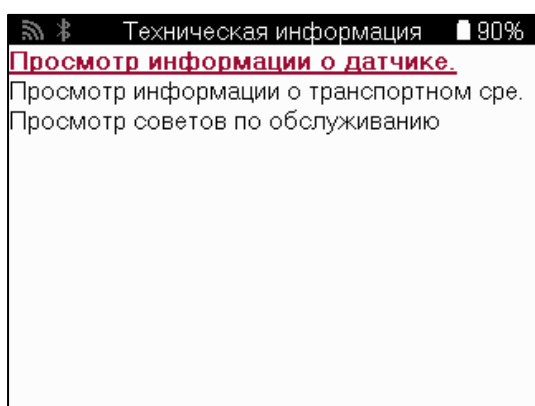 Техническая информация 90%
Просмотр информации о датчике.
Просмотр информации о транспортном сре.
Просмотр советов по обслуживанию